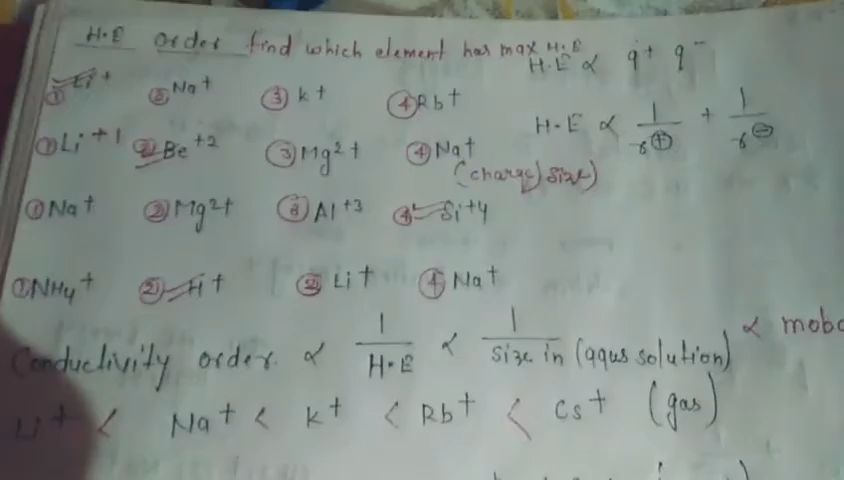 H.E order find which element has max H.E
H.E ∝ q+ q-
① Li+ ② Na+ ③ K+ ④ Rb+
H.E ∝ 1/r⊕ + 1/r⊖
① Li+1 ② Be+2 ③ Mg2+ ④ Na+
(charge) size)
① Na+ ② Mg2+ ③ Al+3 ④ Si+4
① NH4+ ② H+ ② Li+ ④ Na+
Conductivity order ∝ 1/H.E ∝ 1/size in (aqus solution) ∝
Li+ < Na+ < K+ < Rb+ < Cs+ (gas)